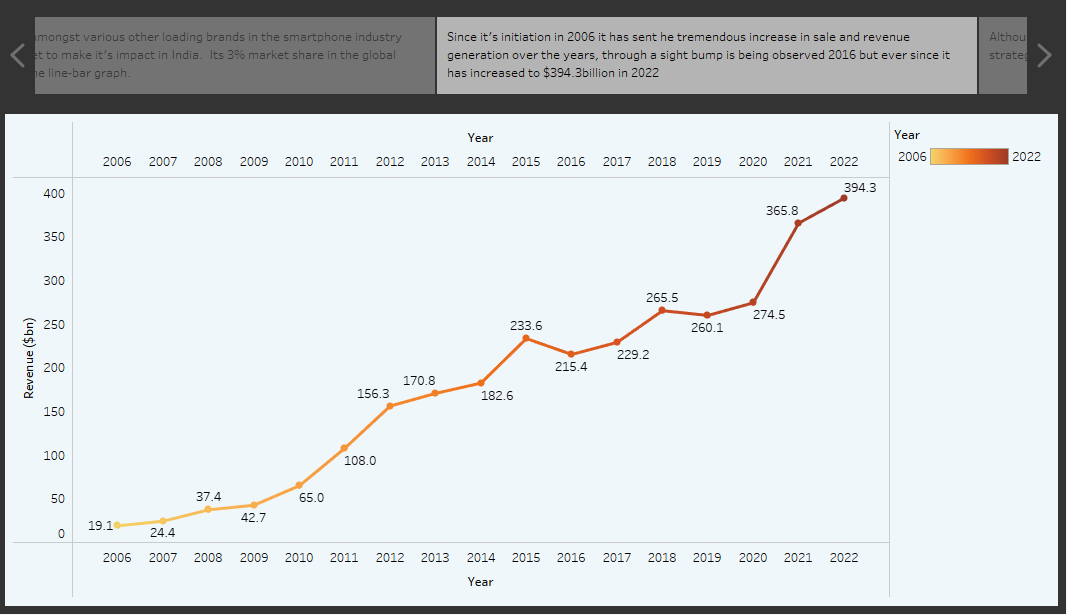 mongst various other loading brands in the smartphone industry
et to make it's impact in India. Its 3% market share in the global
line-bar graph.
Since it's initiation in 2006 it has sent he tremendous increase in sale and revenue
generation over the years, through a sight bump is being observed 2016 but ever since it
has increased to $394.3billion in 2022
Althou
strate
Year
2006 2007 2008 2009 2010 2011 2012 2013 2014 2015 2016 2017 2018 2019 2020 2021 2022
Year
2006 2022
Revenue ($bn)
400
350
300
250
200
150
100
50
0
19.1
24.4
37.4
42.7
65.0
108.0
156.3
170.8
182.6
233.6
215.4
229.2
265.5
260.1
274.5
365.8
394.3
2006 2007 2008 2009 2010 2011 2012 2013 2014 2015 2016 2017 2018 2019 2020 2021 2022
Year